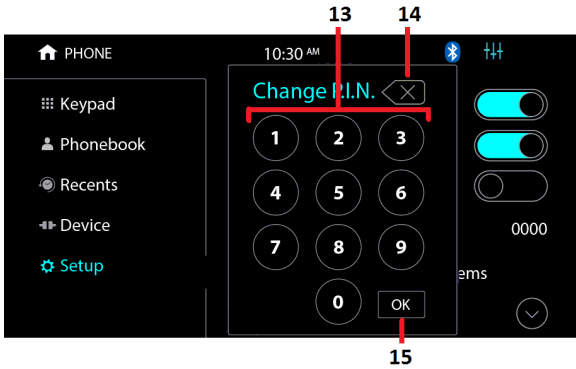 13 14
PHONE 10:30 AM
Change P.I.N.
Keypad
1 2 3
Phonebook
Recents
4 5 6
Device
0000
7 8 9
Setup
ems
0 OK
15